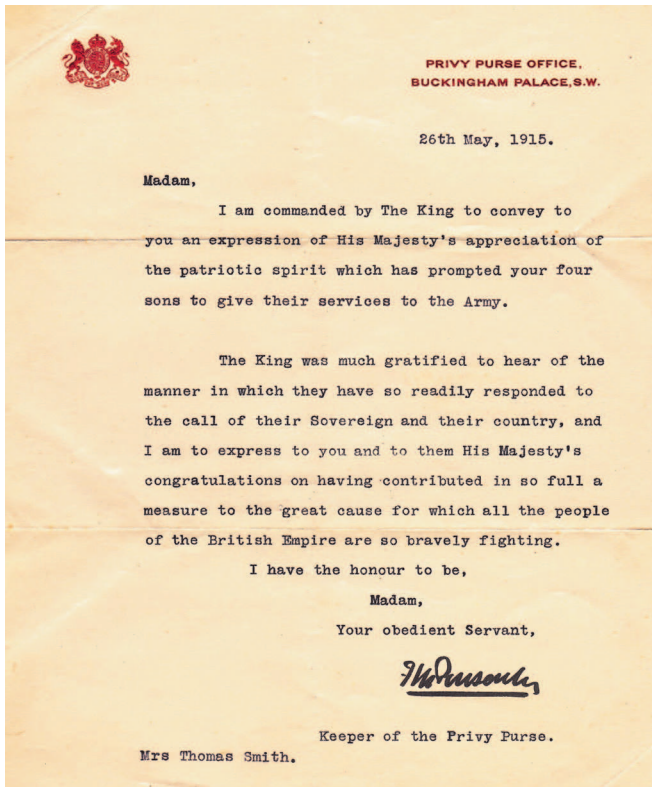 PRIVY PURSE OFFICE,
BUCKINGHAM PALACE, S.W.
26th May, 1915.
Madam,
I am commanded by The King to convey to
you an expression of His Majesty's appreciation of
the patriotic spirit which has prompted your four
sons to give their services to the Army.
The King was much gratified to hear of the
manner in which they have so readily responded to
the call of their Sovereign and their country, and
I am to express to you and to them His Majesty's
congratulations on having contributed in so full a
measure to the great cause for which all the people
of the British Empire are so bravely fighting.
I have the honour to be,
Madam,
Your obedient Servant,
Keeper of the Privy Purse.
Mrs Thomas Smith.